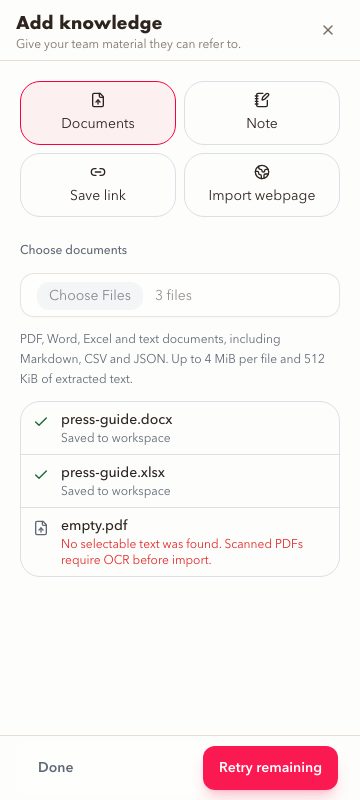 Add knowledge
Give your team material they can refer to.
Documents
Note
Save link
Import webpage
Choose documents
Choose Files 3 files
PDF, Word, Excel and text documents, including
Markdown, CSV and JSON. Up to 4 MiB per file and 512
KiB of extracted text.
press-guide.docx
Saved to workspace
press-guide.xlsx
Saved to workspace
empty.pdf
No selectable text was found. Scanned PDFs
require OCR before import.
Done
Retry remaining